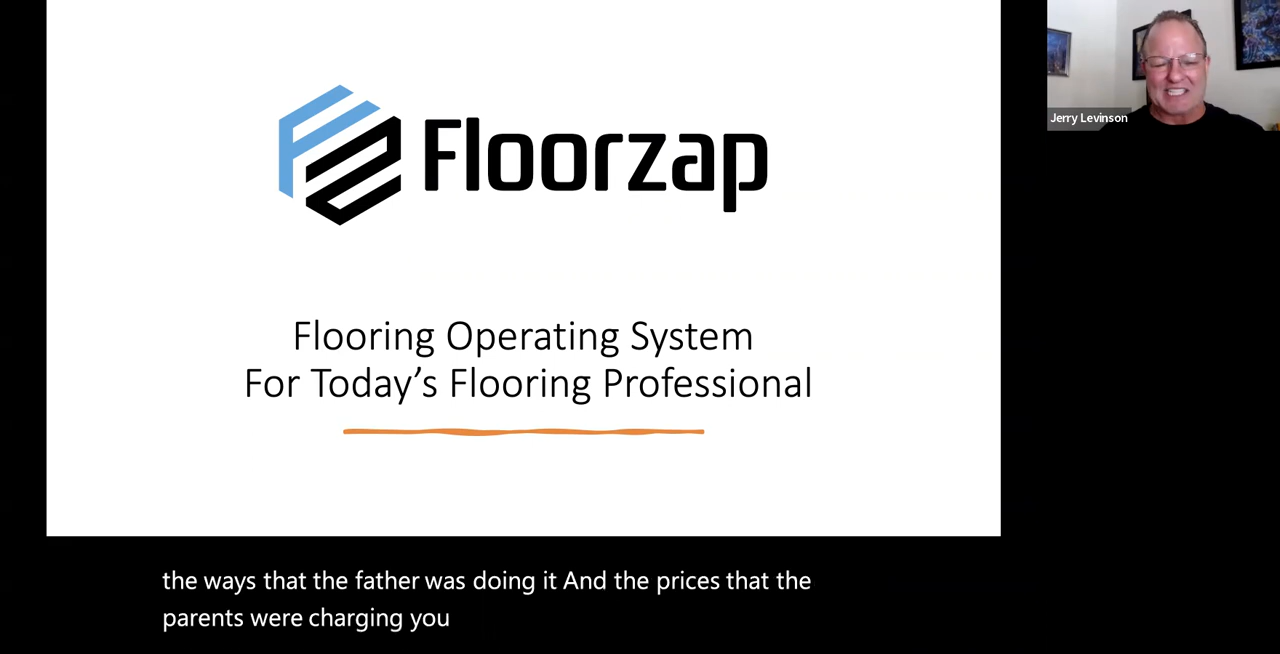 Floorzap
Flooring Operating System
For Today’s Flooring Professional
Jerry Levinson
the ways that the father was doing it And the prices that the
parents were charging you